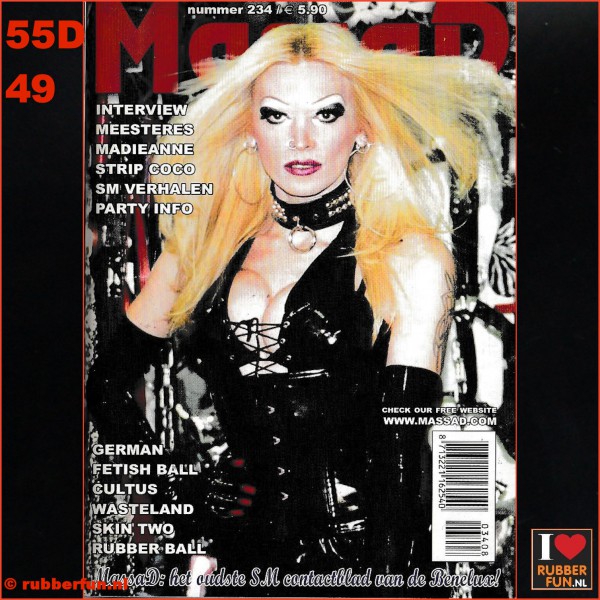 nummer 234 / € 5.90
MassaD
55D
49
INTERVIEW
MEESTERES
MADIEANNE
STRIP COCO
SM VERHALEN
PARTY INFO
CHECK OUR FREE WEBSITE
WWW.MASSAD.COM
8713221162540
03408
GERMAN
FETISH BALL
CULTUS
WASTELAND
SKIN TWO
RUBBER BALL
MassaD: het oudste S.M contactblad van de Benelux!
© rubberfun.nl
I
RUBBER
FUN.NL